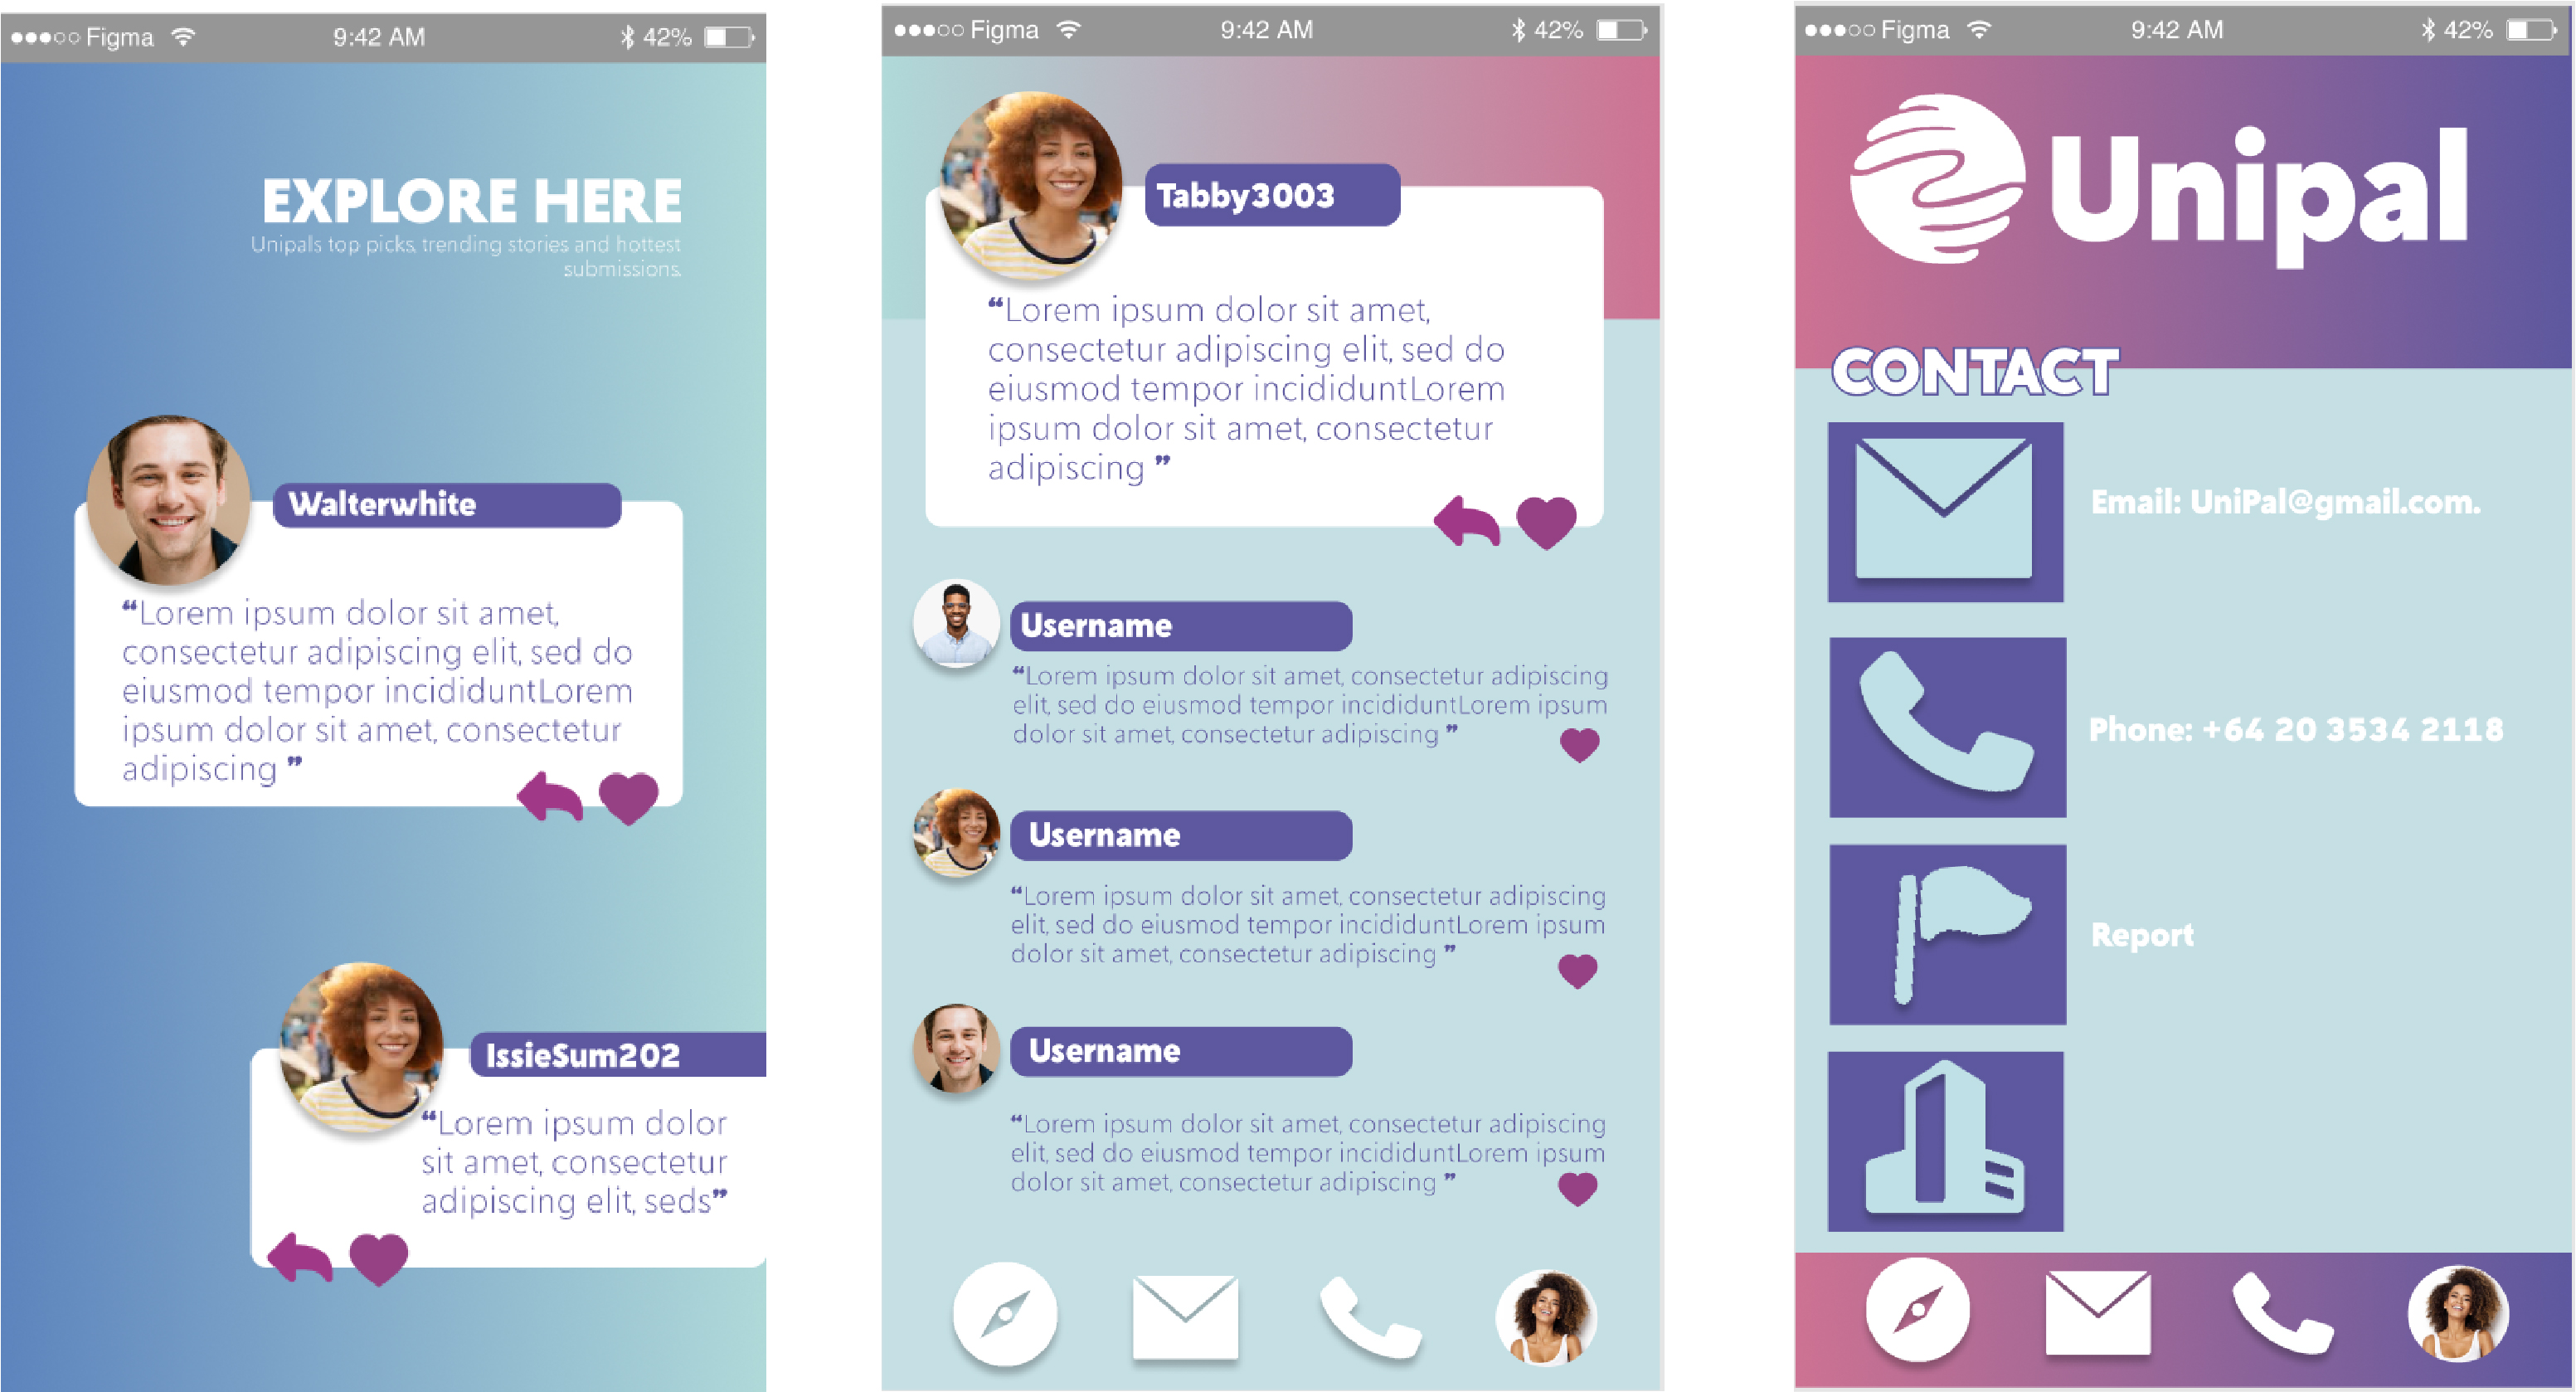 Figma 9:42 AM 42%
EXPLORE HERE
Unipals top picks, trending stories and hottest
submissions.
Walterwhite
“Lorem ipsum dolor sit amet,
consectetur adipiscing elit, sed do
eiusmod tempor incididuntLorem
ipsum dolor sit amet, consectetur
adipiscing ”
IssieSum202
“Lorem ipsum dolor
sit amet, consectetur
adipiscing elit, seds”
Figma 9:42 AM 42%
Tabby3003
“Lorem ipsum dolor sit amet,
consectetur adipiscing elit, sed do
eiusmod tempor incididuntLorem
ipsum dolor sit amet, consectetur
adipiscing ”
Username
“Lorem ipsum dolor sit amet, consectetur adipiscing
elit, sed do eiusmod tempor incididuntLorem ipsum
dolor sit amet, consectetur adipiscing ”
Username
“Lorem ipsum dolor sit amet, consectetur adipiscing
elit, sed do eiusmod tempor incididuntLorem ipsum
dolor sit amet, consectetur adipiscing ”
Username
“Lorem ipsum dolor sit amet, consectetur adipiscing
elit, sed do eiusmod tempor incididuntLorem ipsum
dolor sit amet, consectetur adipiscing ”
Figma 9:42 AM 42%
Unipal
CONTACT
Email: UniPal@gmail.com.
Phone: +64 20 3534 2118
Report